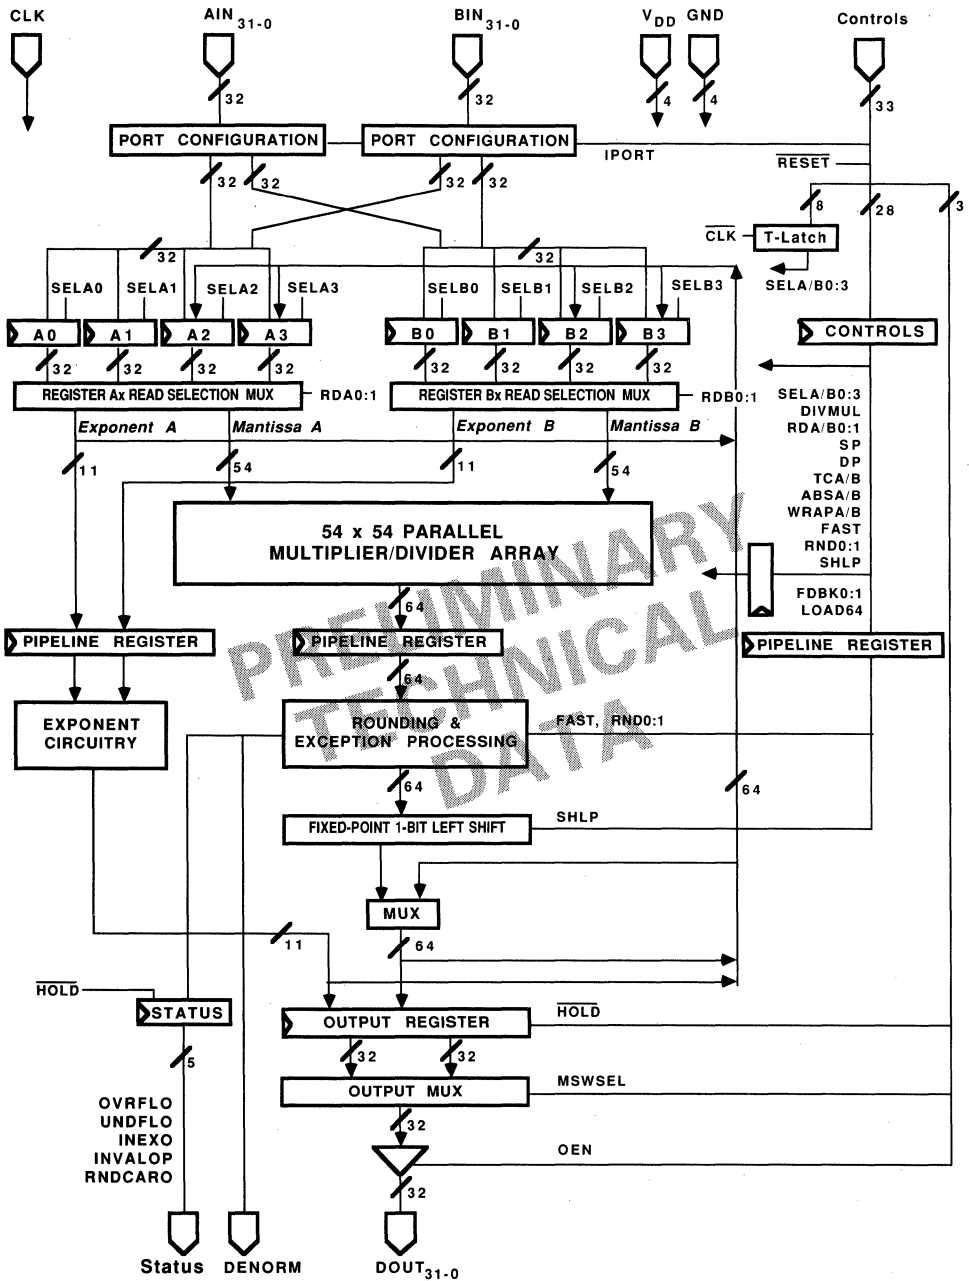 CLK
AIN31-0
BIN31-0
VDD
GND
Controls
32
32
4
4
33
PORT CONFIGURATION
PORT CONFIGURATION
IPORT
RESET
32
32
32
32
8
28
3
CLK
T-Latch
32
32
SELA/B0:3
SELA0
SELA1
SELA2
SELA3
SELB0
SELB1
SELB2
SELB3
A0
A1
A2
A3
B0
B1
B2
B3
CONTROLS
32
32
32
32
32
32
32
32
REGISTER Ax READ SELECTION MUX
RDA0:1
REGISTER Bx READ SELECTION MUX
RDB0:1
Exponent A
Mantissa A
Exponent B
Mantissa B
11
54
11
54
SELA/B0:3
DIVMUL
RDA/B0:1
SP
DP
TCA/B
ABSA/B
WRAPA/B
FAST
RND0:1
SHLP
FDBK0:1
LOAD64
54 x 54 PARALLEL
MULTIPLIER/DIVIDER ARRAY
64
PIPELINE REGISTER
PIPELINE REGISTER
PIPELINE REGISTER
64
EXPONENT
CIRCUITRY
ROUNDING &
EXCEPTION PROCESSING
FAST, RND0:1
64
64
FIXED-POINT 1-BIT LEFT SHIFT
SHLP
MUX
64
11
HOLD
STATUS
OUTPUT REGISTER
HOLD
5
32
32
OUTPUT MUX
MSWSEL
32
OVRFLO
UNDFLO
INEXO
INVALOP
RNDCARO
OEN
32
Status
DENORM
DOUT31-0
PRELIMINARY
TECHNICAL
DATA